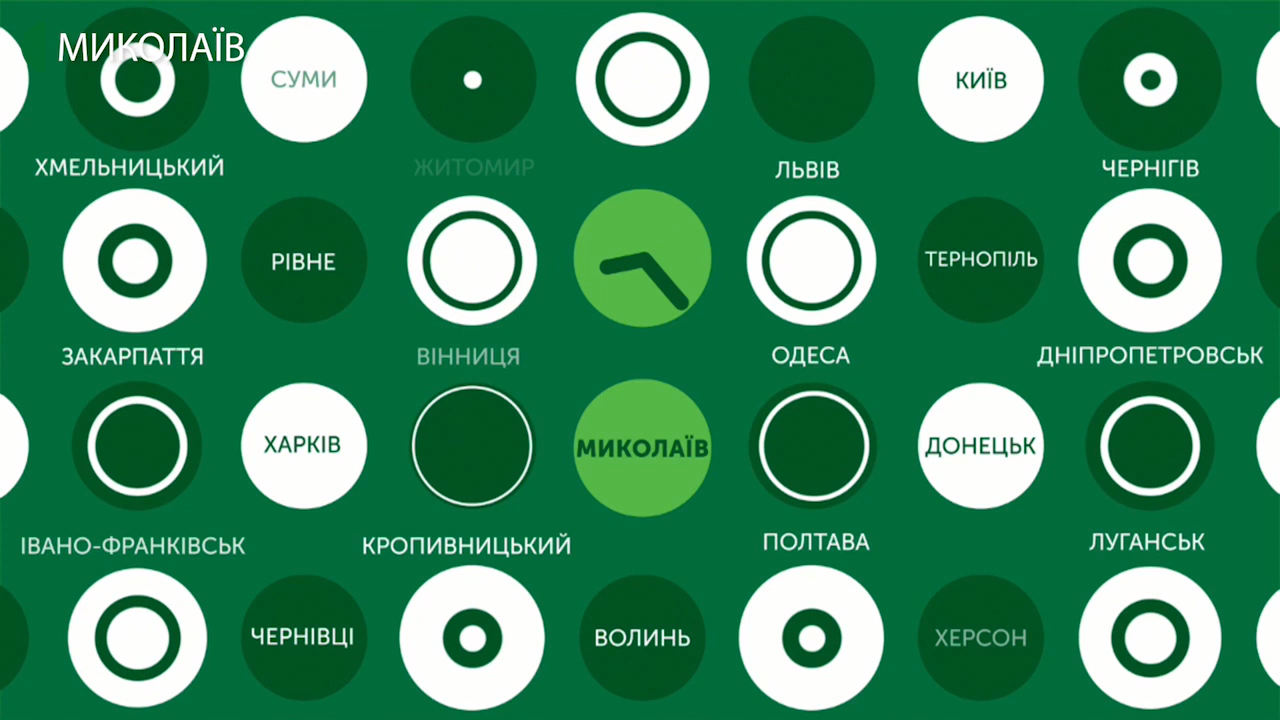 МИКОЛАЇВ
СУМИ
КИЇВ
ХМЕЛЬНИЦЬКИЙ
ЖИТОМИР
ЛЬВІВ
ЧЕРНІГІВ
РІВНЕ
ТЕРНОПІЛЬ
ЗАКАРПАТТЯ
ВІННИЦЯ
ОДЕСА
ДНІПРОПЕТРОВСЬК
ХАРКІВ
МИКОЛАЇВ
ДОНЕЦЬК
ІВАНО-ФРАНКІВСЬК
КРОПИВНИЦЬКИЙ
ПОЛТАВА
ЛУГАНСЬК
ЧЕРНІВЦІ
ВОЛИНЬ
ХЕРСОН